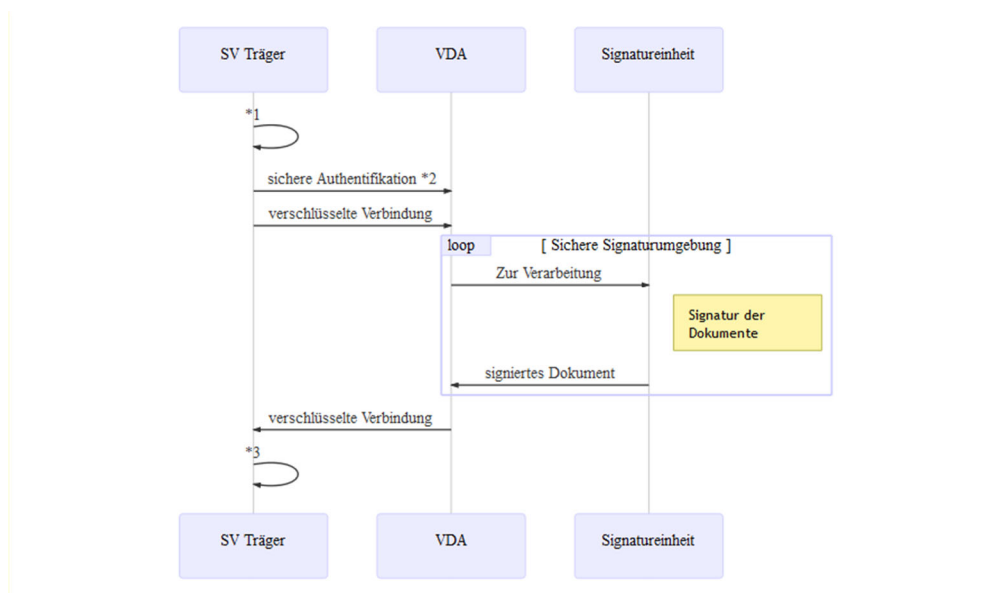 SV Träger
VDA
Signatureinheit
*1
sichere Authentifikation *2
verschlüsselte Verbindung
loop
[ Sichere Signaturumgebung ]
Zur Verarbeitung
Signatur der
Dokumente
signiertes Dokument
verschlüsselte Verbindung
*3
SV Träger
VDA
Signatureinheit